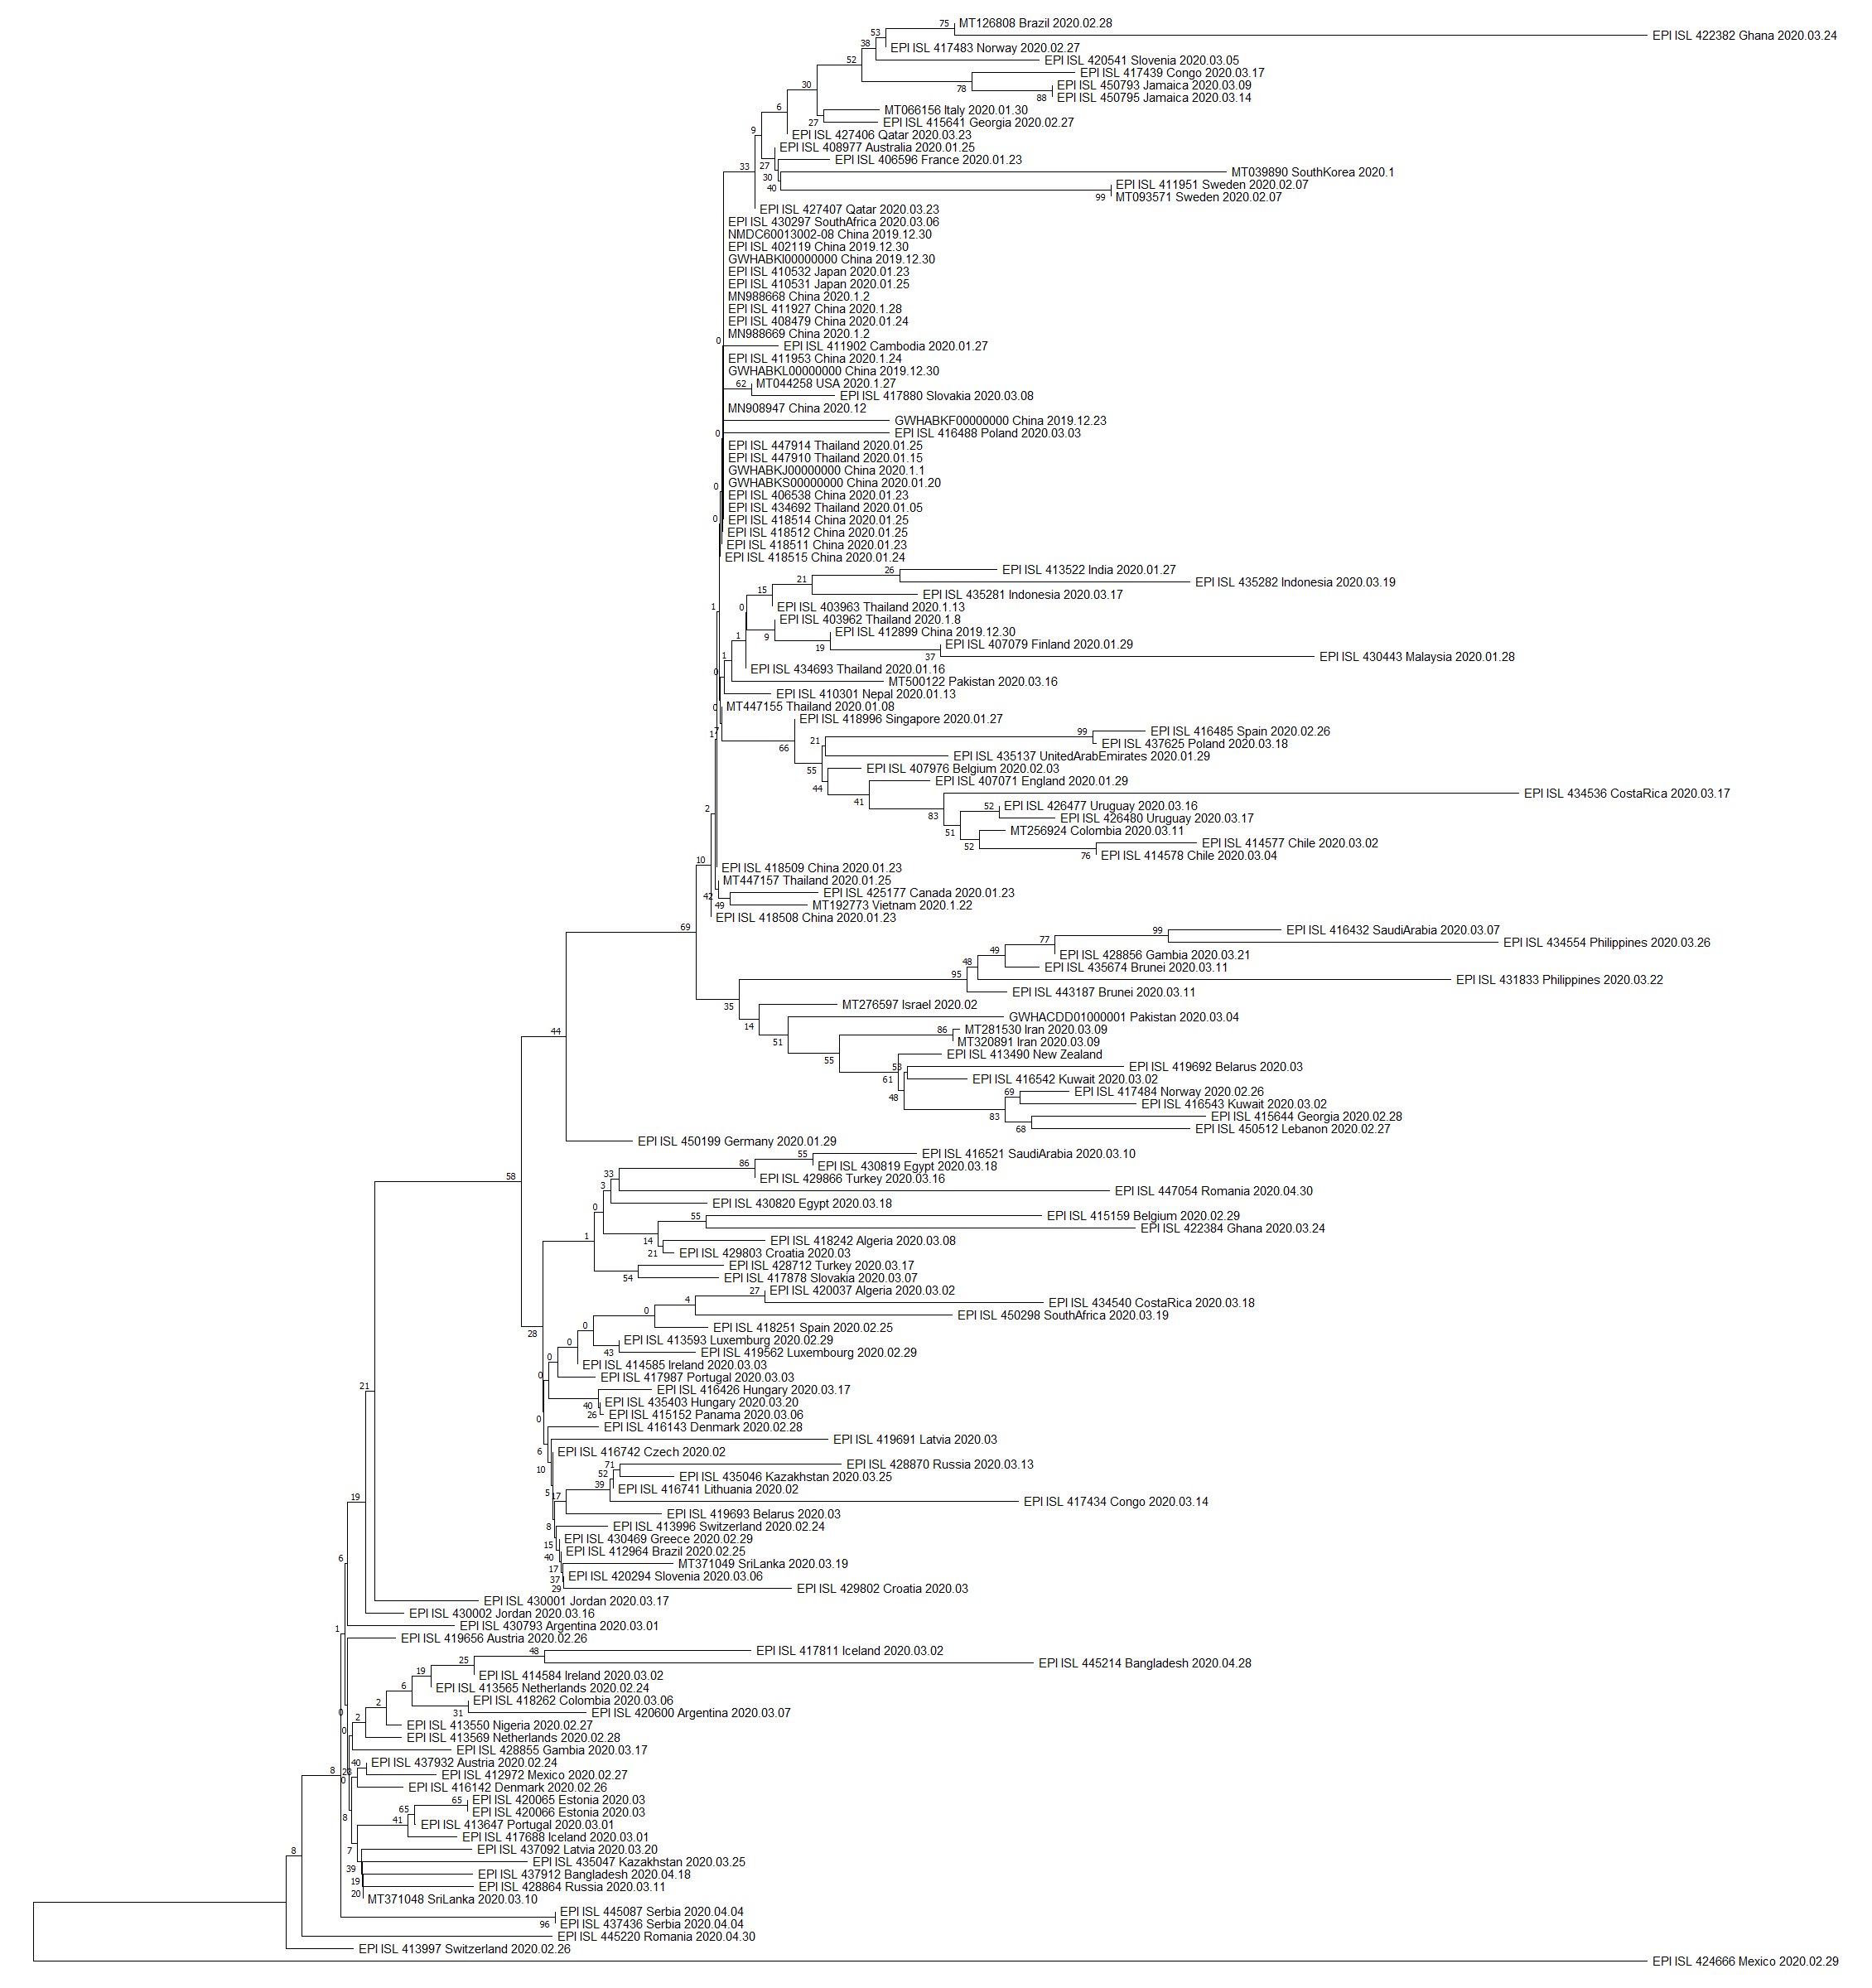 75 MT126808 Brazil 2020.02.28
EPI ISL 422382 Ghana 2020.03.24
53
38 EPI ISL 417483 Norway 2020.02.27
52 EPI ISL 420541 Slovenia 2020.03.05
EPI ISL 417439 Congo 2020.03.17
30 78 EPI ISL 450793 Jamaica 2020.03.09
88 EPI ISL 450795 Jamaica 2020.03.14
6 MT066156 Italy 2020.01.30
27 EPI ISL 415641 Georgia 2020.02.27
9 EPI ISL 427406 Qatar 2020.03.23
EPI ISL 408977 Australia 2020.01.25
33 27 EPI ISL 406596 France 2020.01.23
30 MT039890 SouthKorea 2020.1
40 EPI ISL 411951 Sweden 2020.02.07
99 MT093571 Sweden 2020.02.07
EPI ISL 427407 Qatar 2020.03.23
EPI ISL 430297 SouthAfrica 2020.03.06
NMDC60013002-08 China 2019.12.30
EPI ISL 402119 China 2019.12.30
GWHABKI00000000 China 2019.12.30
EPI ISL 410532 Japan 2020.01.23
EPI ISL 410531 Japan 2020.01.25
MN988668 China 2020.1.2
EPI ISL 411927 China 2020.1.28
EPI ISL 408479 China 2020.01.24
MN988669 China 2020.1.2
0 EPI ISL 411902 Cambodia 2020.01.27
EPI ISL 411953 China 2020.1.24
GWHABKL00000000 China 2019.12.30
62 MT044258 USA 2020.1.27
EPI ISL 417880 Slovakia 2020.03.08
MN908947 China 2020.12
GWHABKF00000000 China 2019.12.23
0 EPI ISL 416488 Poland 2020.03.03
EPI ISL 447914 Thailand 2020.01.25
EPI ISL 447910 Thailand 2020.01.15
GWHABKJ00000000 China 2020.1.1
0 GWHABKS00000000 China 2020.01.20
EPI ISL 406538 China 2020.01.23
EPI ISL 434692 Thailand 2020.01.05
0 EPI ISL 418514 China 2020.01.25
EPI ISL 418512 China 2020.01.25
EPI ISL 418511 China 2020.01.23
EPI ISL 418515 China 2020.01.24
26 EPI ISL 413522 India 2020.01.27
21 EPI ISL 435282 Indonesia 2020.03.19
15 EPI ISL 435281 Indonesia 2020.03.17
1 0 EPI ISL 403963 Thailand 2020.1.13
EPI ISL 403962 Thailand 2020.1.8
1 9 EPI ISL 412899 China 2019.12.30
19 EPI ISL 407079 Finland 2020.01.29
1 37 EPI ISL 430443 Malaysia 2020.01.28
0 EPI ISL 434693 Thailand 2020.01.16
MT500122 Pakistan 2020.03.16
EPI ISL 410301 Nepal 2020.01.13
0 MT447155 Thailand 2020.01.08
EPI ISL 418996 Singapore 2020.01.27
1 7 99 EPI ISL 416485 Spain 2020.02.26
66 21 EPI ISL 437625 Poland 2020.03.18
EPI ISL 435137 UnitedArabEmirates 2020.01.29
55 EPI ISL 407976 Belgium 2020.02.03
44 EPI ISL 407071 England 2020.01.29
41 EPI ISL 434536 CostaRica 2020.03.17
2 52 EPI ISL 426477 Uruguay 2020.03.16
83 EPI ISL 426480 Uruguay 2020.03.17
51 MT256924 Colombia 2020.03.11
52 EPI ISL 414577 Chile 2020.03.02
76 EPI ISL 414578 Chile 2020.03.04
10 EPI ISL 418509 China 2020.01.23
MT447157 Thailand 2020.01.25
42 EPI ISL 425177 Canada 2020.01.23
49 MT192773 Vietnam 2020.1.22
EPI ISL 418508 China 2020.01.23
69 99 EPI ISL 416432 SaudiArabia 2020.03.07
77 EPI ISL 434554 Philippines 2020.03.26
49 EPI ISL 428856 Gambia 2020.03.21
48 EPI ISL 435674 Brunei 2020.03.11
95 EPI ISL 431833 Philippines 2020.03.22
EPI ISL 443187 Brunei 2020.03.11
35 MT276597 Israel 2020.02
14 GWHACDD01000001 Pakistan 2020.03.04
44 51 86 MT281530 Iran 2020.03.09
MT320891 Iran 2020.03.09
55 EPI ISL 413490 New Zealand
53 EPI ISL 419692 Belarus 2020.03
61 EPI ISL 416542 Kuwait 2020.03.02
48 69 EPI ISL 417484 Norway 2020.02.26
EPI ISL 416543 Kuwait 2020.03.02
83 EPI ISL 415644 Georgia 2020.02.28
68 EPI ISL 450512 Lebanon 2020.02.27
EPI ISL 450199 Germany 2020.01.29
55 EPI ISL 416521 SaudiArabia 2020.03.10
86 EPI ISL 430819 Egypt 2020.03.18
58 33 EPI ISL 429866 Turkey 2020.03.16
3 EPI ISL 447054 Romania 2020.04.30
0 EPI ISL 430820 Egypt 2020.03.18
55 EPI ISL 415159 Belgium 2020.02.29
EPI ISL 422384 Ghana 2020.03.24
1 14 EPI ISL 418242 Algeria 2020.03.08
21 EPI ISL 429803 Croatia 2020.03
EPI ISL 428712 Turkey 2020.03.17
54 EPI ISL 417878 Slovakia 2020.03.07
27 EPI ISL 420037 Algeria 2020.03.02
4 EPI ISL 434540 CostaRica 2020.03.18
0 EPI ISL 450298 SouthAfrica 2020.03.19
0 EPI ISL 418251 Spain 2020.02.25
28 0 EPI ISL 413593 Luxemburg 2020.02.29
43 EPI ISL 419562 Luxembourg 2020.02.29
0 EPI ISL 414585 Ireland 2020.03.03
0 EPI ISL 417987 Portugal 2020.03.03
21 EPI ISL 416426 Hungary 2020.03.17
40 EPI ISL 435403 Hungary 2020.03.20
0 26 EPI ISL 415152 Panama 2020.03.06
EPI ISL 416143 Denmark 2020.02.28
EPI ISL 419691 Latvia 2020.03
6 EPI ISL 416742 Czech 2020.02
10 71 EPI ISL 428870 Russia 2020.03.13
52 EPI ISL 435046 Kazakhstan 2020.03.25
39 EPI ISL 416741 Lithuania 2020.02
19 5 17 EPI ISL 417434 Congo 2020.03.14
EPI ISL 419693 Belarus 2020.03
8 EPI ISL 413996 Switzerland 2020.02.24
15 EPI ISL 430469 Greece 2020.02.29
40 EPI ISL 412964 Brazil 2020.02.25
6 17 MT371049 SriLanka 2020.03.19
37 EPI ISL 420294 Slovenia 2020.03.06
29 EPI ISL 429802 Croatia 2020.03
EPI ISL 430001 Jordan 2020.03.17
EPI ISL 430002 Jordan 2020.03.16
1 EPI ISL 430793 Argentina 2020.03.01
EPI ISL 419656 Austria 2020.02.26
48 EPI ISL 417811 Iceland 2020.03.02
25 EPI ISL 445214 Bangladesh 2020.04.28
19 EPI ISL 414584 Ireland 2020.03.02
6 EPI ISL 413565 Netherlands 2020.02.24
2 EPI ISL 418262 Colombia 2020.03.06
0 31 EPI ISL 420600 Argentina 2020.03.07
2 EPI ISL 413550 Nigeria 2020.02.27
0 EPI ISL 413569 Netherlands 2020.02.28
EPI ISL 428855 Gambia 2020.03.17
40 EPI ISL 437932 Austria 2020.02.24
8 EPI ISL 412972 Mexico 2020.02.27
0 EPI ISL 416142 Denmark 2020.02.26
65 EPI ISL 420065 Estonia 2020.03
65 EPI ISL 420066 Estonia 2020.03
8 41 EPI ISL 413647 Portugal 2020.03.01
EPI ISL 417688 Iceland 2020.03.01
8 7 EPI ISL 437092 Latvia 2020.03.20
39 EPI ISL 435047 Kazakhstan 2020.03.25
19 EPI ISL 437912 Bangladesh 2020.04.18
20 EPI ISL 428864 Russia 2020.03.11
MT371048 SriLanka 2020.03.10
EPI ISL 445087 Serbia 2020.04.04
96 EPI ISL 437436 Serbia 2020.04.04
EPI ISL 445220 Romania 2020.04.30
EPI ISL 413997 Switzerland 2020.02.26
EPI ISL 424666 Mexico 2020.02.29